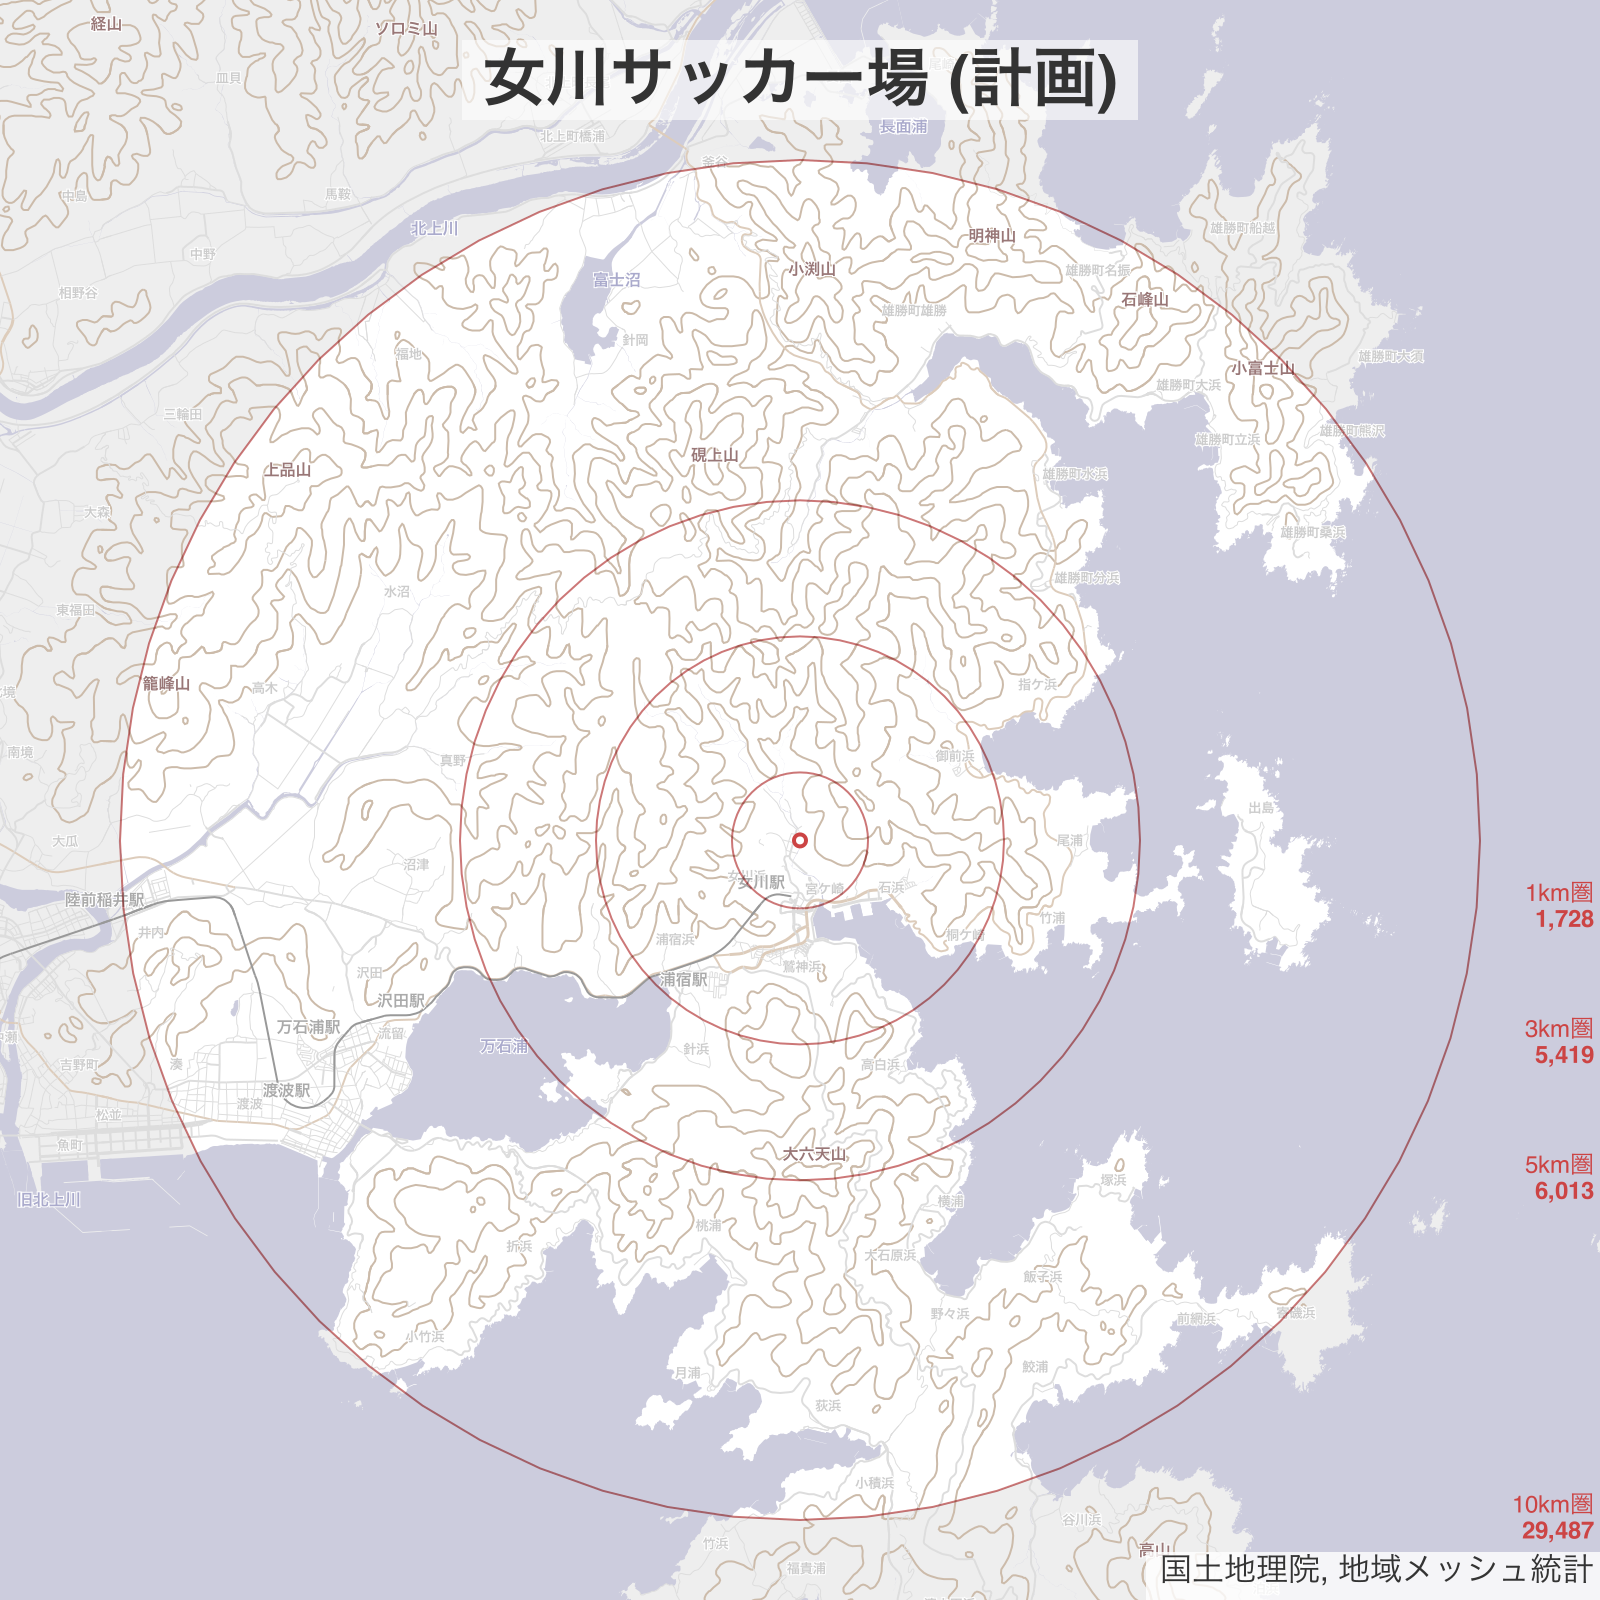 経山
ソロミ山
女川サッカー場 (計画)
皿貝
長面浦
北上町橋浦
釜谷
中島
馬鞍
北上川
雄勝町船越
明神山
中野
小渕山
雄勝町名振
富士沼
相野谷
石峰山
雄勝町雄勝
針岡
福地
雄勝町大須
小富士山
雄勝町大浜
三輪田
雄勝町熊沢
雄勝町立浜
硯上山
上品山
雄勝町水浜
大森
雄勝町桑浜
雄勝町分浜
水沼
東福田
籠峰山
高木
指ケ浜
南境
真野
御前浜
出島
大瓜
尾浦
沼津
女川駅
宮ケ崎
石浜
1km圏
1,728
陸前稲井駅
井内
竹浦
桐ケ崎
浦宿浜
鷲神浜
沢田
浦宿駅
沢田駅
万石浦駅
流留
3km圏
5,419
万石浦
針浜
高白浜
吉野町
湊
渡波駅
渡波
松並
魚町
大六天山
5km圏
6,013
塚浜
旧北上川
横浦
桃浦
折浜
大石原浜
飯子浜
野々浜
前網浜
寄磯浜
小竹浜
鮫浦
月浦
荻浜
小積浜
10km圏
29,487
谷川浜
竹浜
高山
福貴浦
国土地理院, 地域メッシュ統計